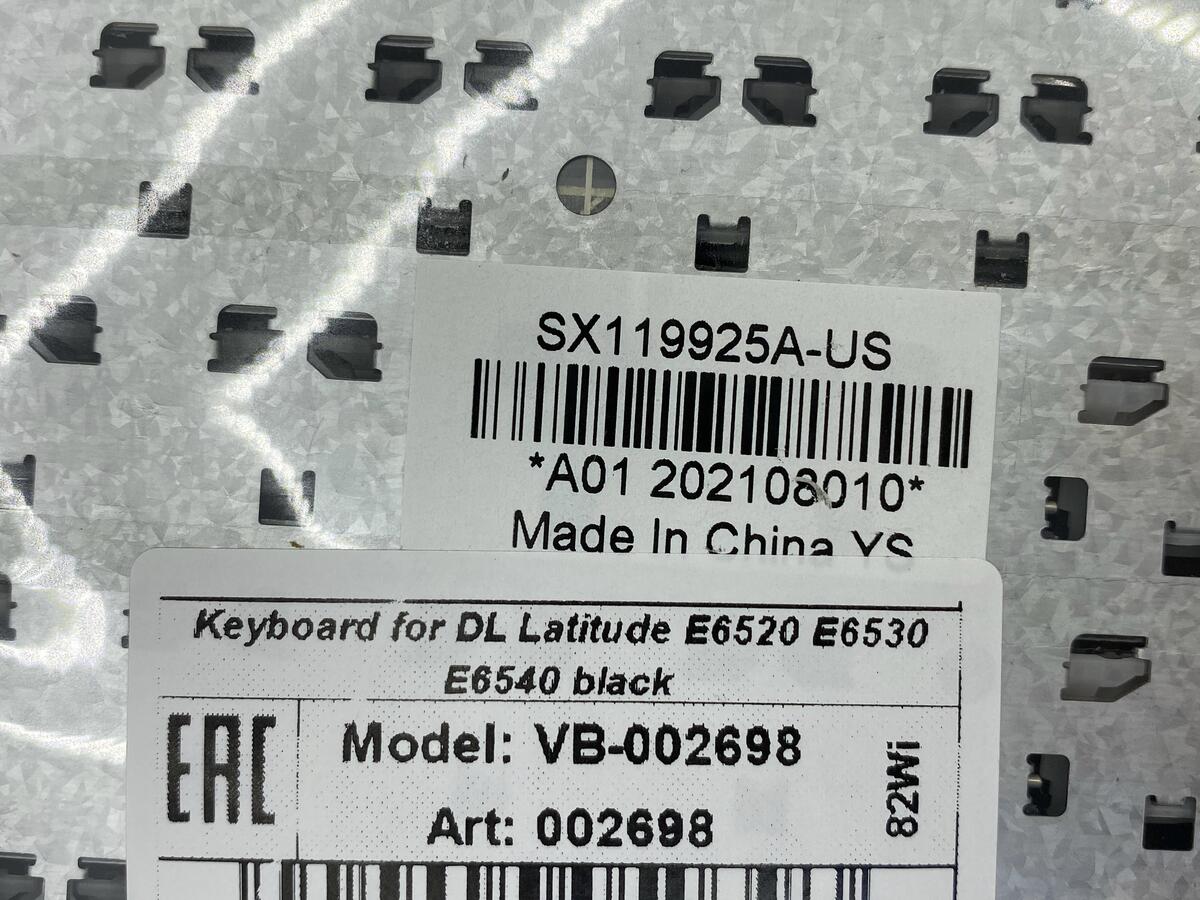 SX119925A-US
*A01 202108010*
Made In China YS
Keyboard for DL Latitude E6520 E6530
E6540 black
EAC
Model: VB-002698
Art: 002698
82Wi